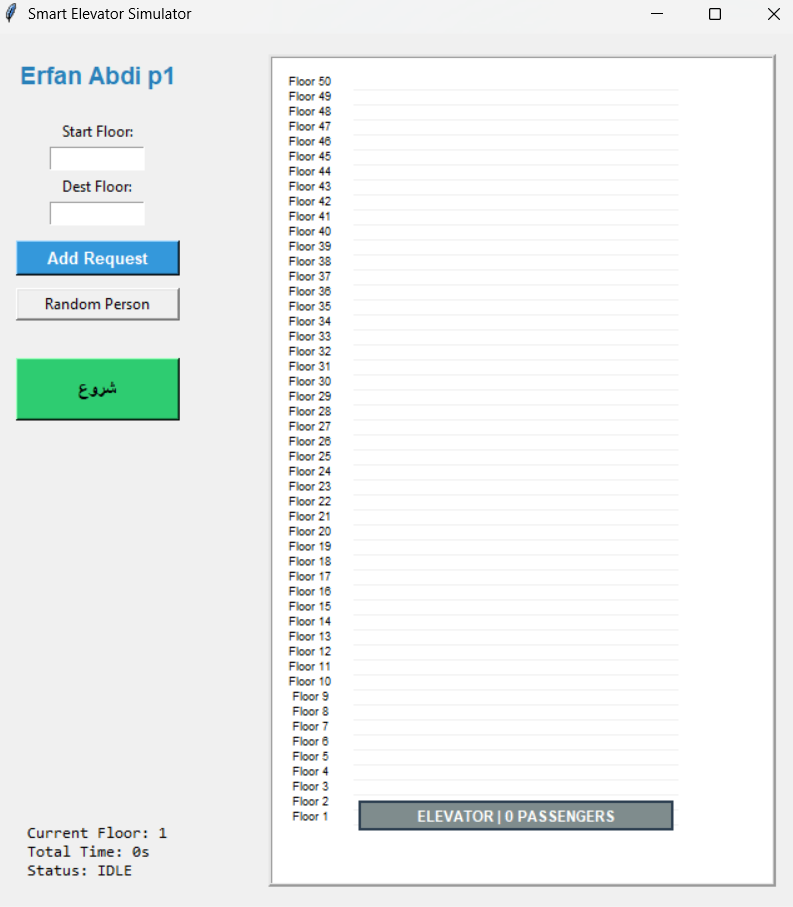 Smart Elevator Simulator
Erfan Abdi p1
Start Floor:
Dest Floor:
Add Request
Random Person
شروع
Current Floor: 1
Total Time: 0s
Status: IDLE
Floor 50
Floor 49
Floor 48
Floor 47
Floor 46
Floor 45
Floor 44
Floor 43
Floor 42
Floor 41
Floor 40
Floor 39
Floor 38
Floor 37
Floor 36
Floor 35
Floor 34
Floor 33
Floor 32
Floor 31
Floor 30
Floor 29
Floor 28
Floor 27
Floor 26
Floor 25
Floor 24
Floor 23
Floor 22
Floor 21
Floor 20
Floor 19
Floor 18
Floor 17
Floor 16
Floor 15
Floor 14
Floor 13
Floor 12
Floor 11
Floor 10
Floor 9
Floor 8
Floor 7
Floor 6
Floor 5
Floor 4
Floor 3
Floor 2
Floor 1
ELEVATOR | 0 PASSENGERS